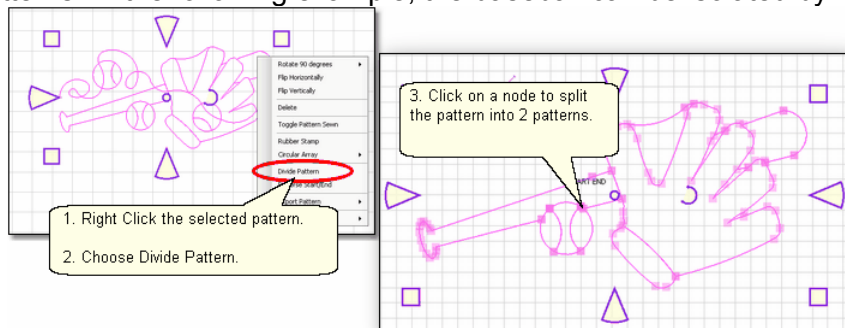 Rotate 90 degrees
Flip Horizontally
Flip Vertically
Delete
Toggle Pattern Sewn
Rubber Stamp
Circular Array
Divide Pattern
Start/End
Pattern
1. Right Click the selected pattern.
2. Choose Divide Pattern.
3. Click on a node to split
the pattern into 2 patterns.
END